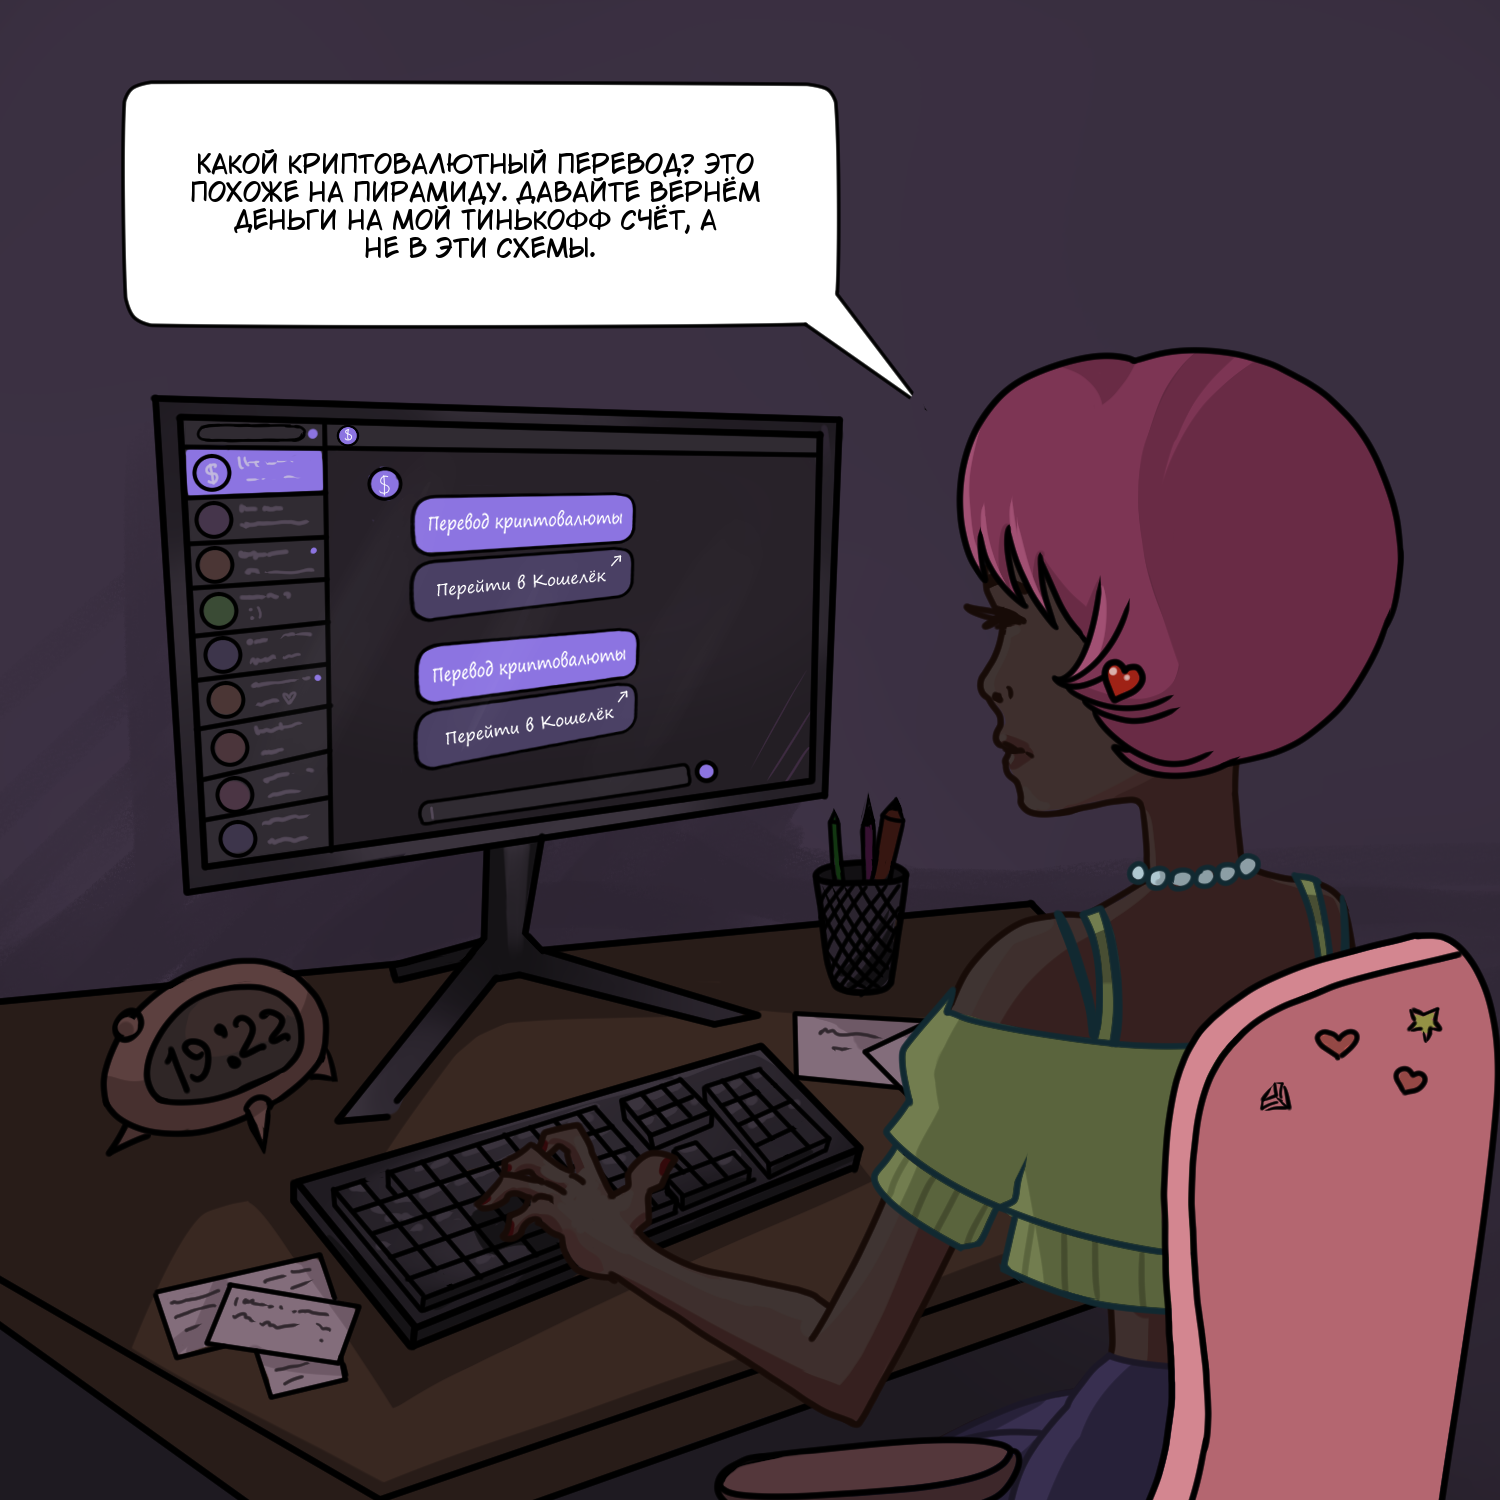 КАКОЙ КРИПТОВАЛЮТНЫЙ ПЕРЕВОД? ЭТО
ПОХОЖЕ НА ПИРАМИДУ. ДАВАЙТЕ ВЕРНЁМ
ДЕНЬГИ НА МОЙ ТИНЬКОФФ СЧЁТ, А
НЕ В ЭТИ СХЕМЫ.
$
$
$
Перевод криптовалюты
Перейти в Кошелёк
:)
Перевод криптовалюты
Перейти в Кошелёк
19:22